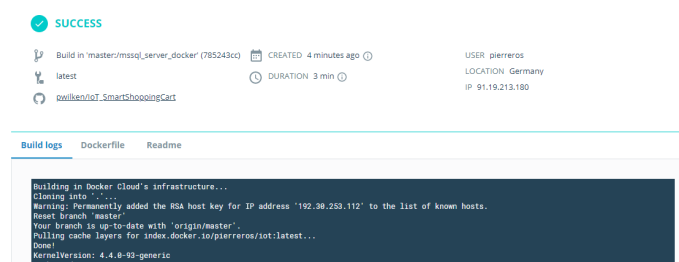 SUCCESS
Build in 'master:/mssql_server_docker' (785243cc)
CREATED 4 minutes ago
USER pierreros
latest
DURATION 3 min
LOCATION Germany
IP 91.19.213.180
pwilken/IoT_SmartShoppingCart
Build logs Dockerfile Readme
Building in Docker Cloud's infrastructure...
Cloning into '.'...
Warning: Permanently added the RSA host key for IP address '192.30.253.112' to the list of known hosts.
Reset branch 'master'
Your branch is up-to-date with 'origin/master'.
Pulling cache layers for index.docker.io/pierreros/iot:latest...
Done!
KernelVersion: 4.4.0-93-generic